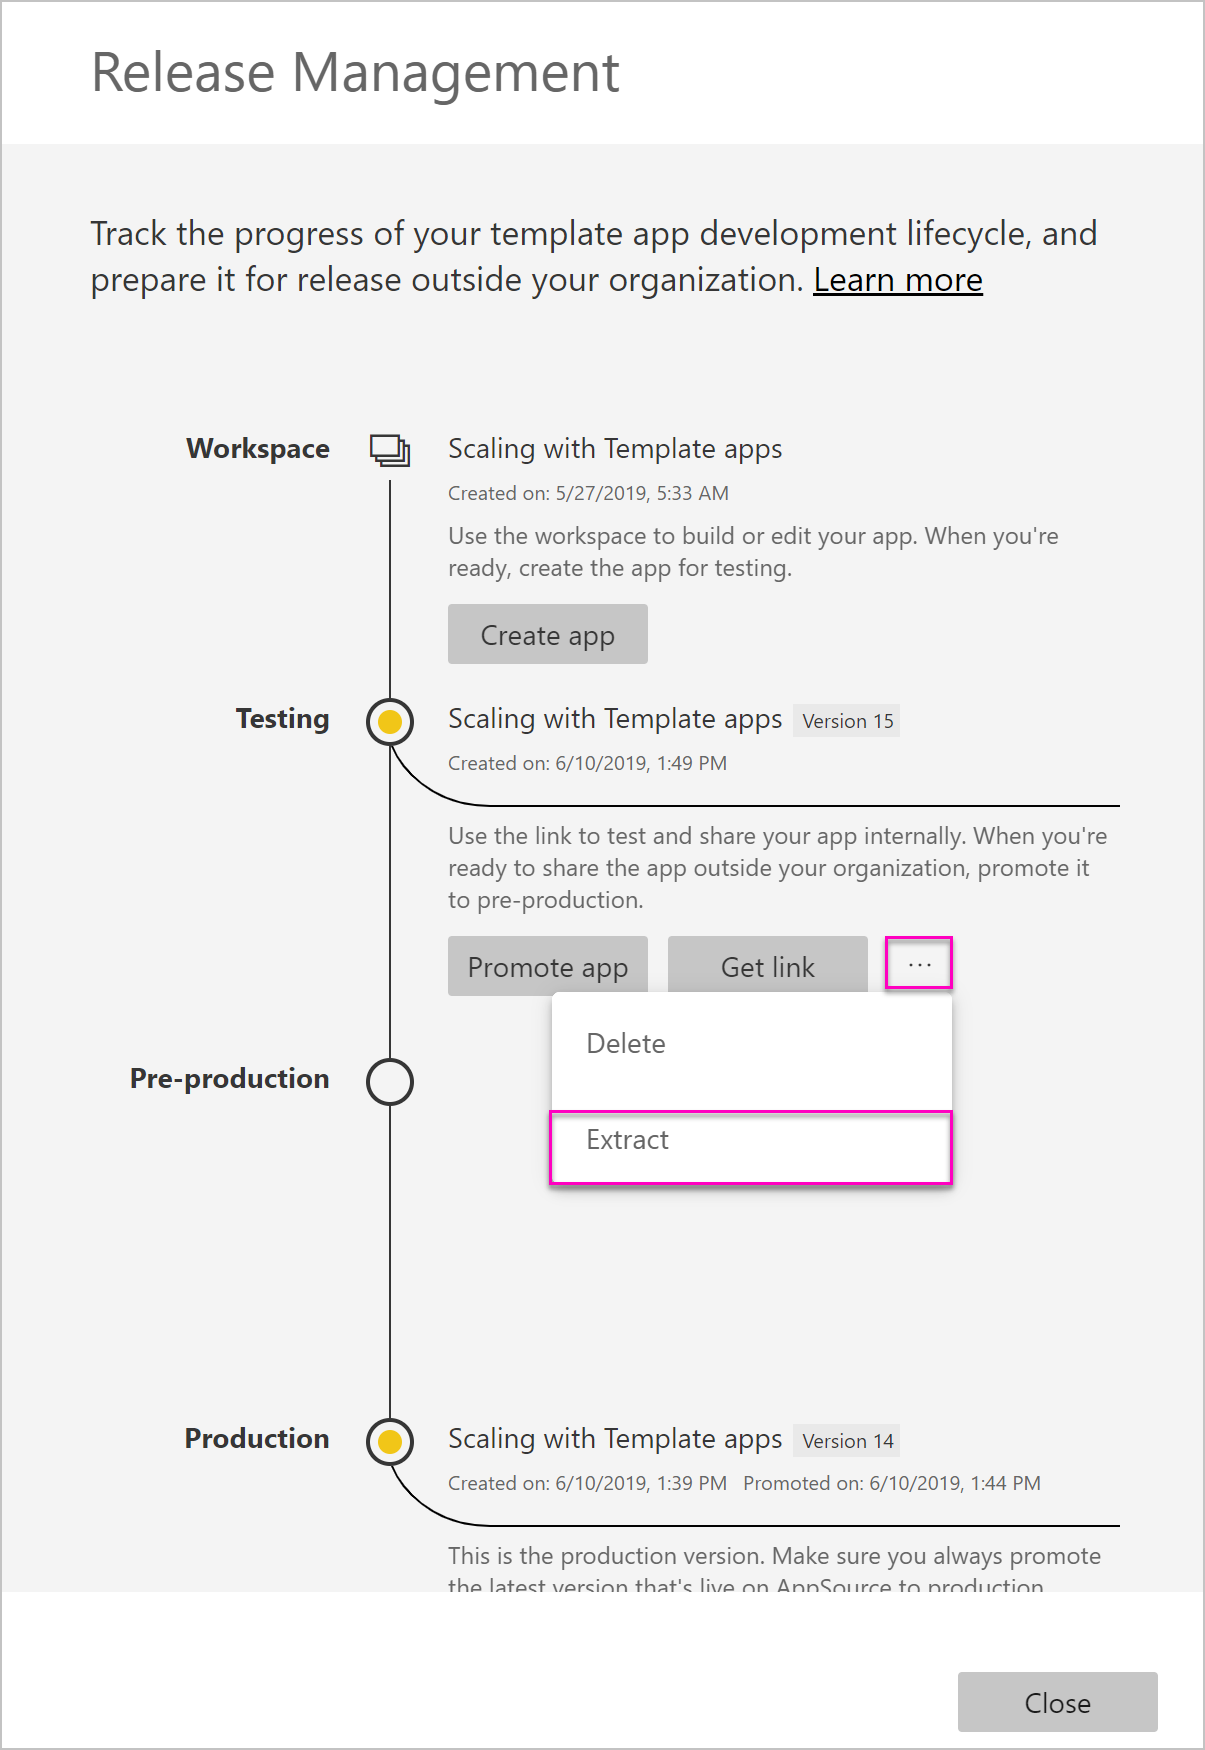 Release Management
Track the progress of your template app development lifecycle, and
prepare it for release outside your organization. Learn more
Workspace
Scaling with Template apps
Created on: 5/27/2019, 5:33 AM
Use the workspace to build or edit your app. When you're
ready, create the app for testing.
Create app
Testing
Scaling with Template apps Version 15
Created on: 6/10/2019, 1:49 PM
Use the link to test and share your app internally. When you're
ready to share the app outside your organization, promote it
to pre-production.
Promote app Get link ...
Delete
Pre-production
Extract
Production
Scaling with Template apps Version 14
Created on: 6/10/2019, 1:39 PM Promoted on: 6/10/2019, 1:44 PM
This is the production version. Make sure you always promote
the latest version that's live on AppSource to production
Close